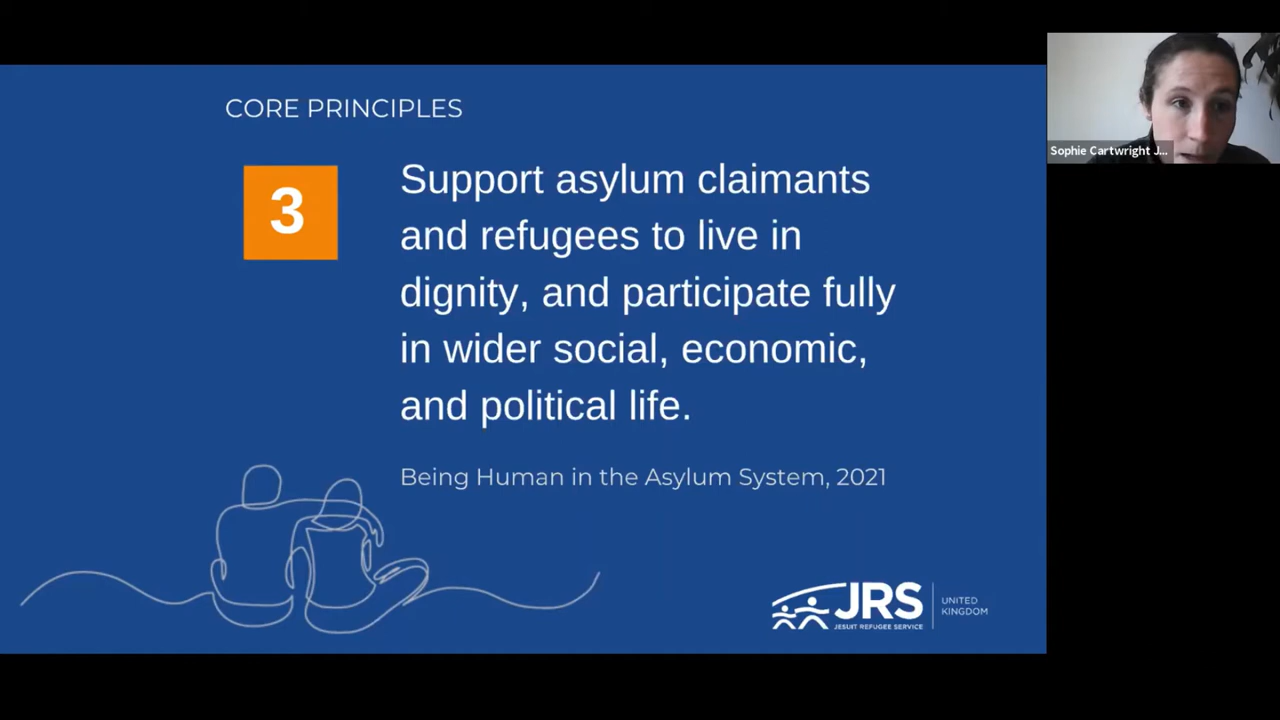 CORE PRINCIPLES
3
Support asylum claimants
and refugees to live in
dignity, and participate fully
in wider social, economic,
and political life.
Being Human in the Asylum System, 2021
JRS
JESUIT REFUGEE SERVICE
UNITED
KINGDOM
Sophie Cartwright J...